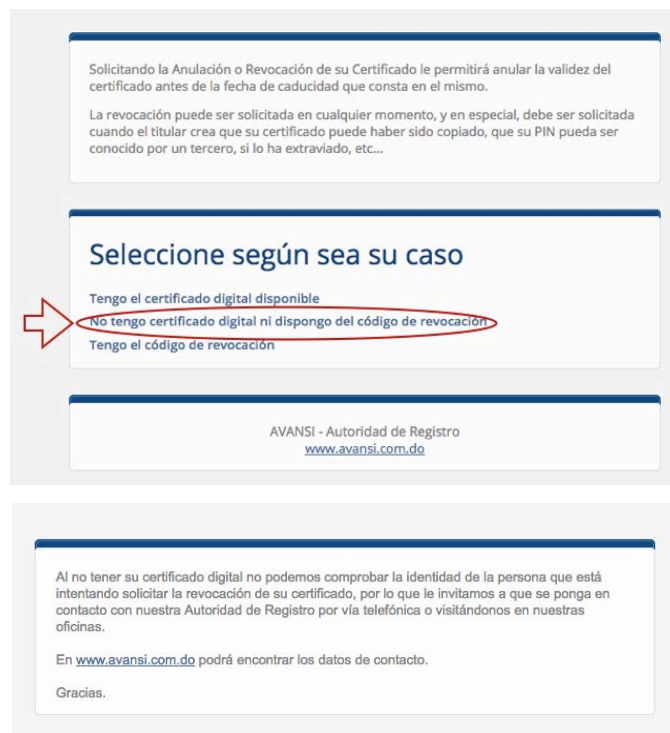 Solicitando la Anulación o Revocación de su Certificado le permitirá anular la validez del
certificado antes de la fecha de caducidad que consta en el mismo.
La revocación puede ser solicitada en cualquier momento, y en especial, debe ser solicitada
cuando el titular crea que su certificado puede haber sido copiado, que su PIN pueda ser
conocido por un tercero, si lo ha extraviado, etc...
Seleccione según sea su caso
Tengo el certificado digital disponible
No tengo certificado digital ni dispongo del código de revocación
Tengo el código de revocación
AVANSI - Autoridad de Registro
www.avansi.com.do
Al no tener su certificado digital no podemos comprobar la identidad de la persona que está
intentando solicitar la revocación de su certificado, por lo que le invitamos a que se ponga en
contacto con nuestra Autoridad de Registro por vía telefónica o visitándonos en nuestras
oficinas.
En www.avansi.com.do podrá encontrar los datos de contacto.
Gracias.